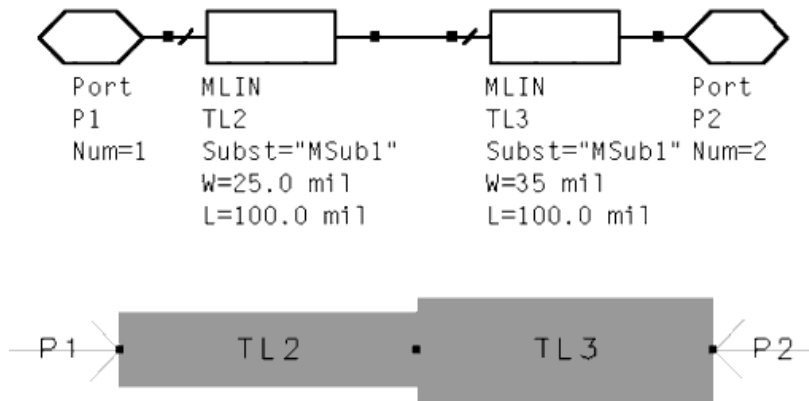 Port
P1
Num=1
MLIN
TL2
Subst="MSub1"
W=25.0 mil
L=100.0 mil
MLIN
TL3
Subst="MSub1"
W=35 mil
L=100.0 mil
Port
P2
Num=2
P1
TL2
TL3
P2